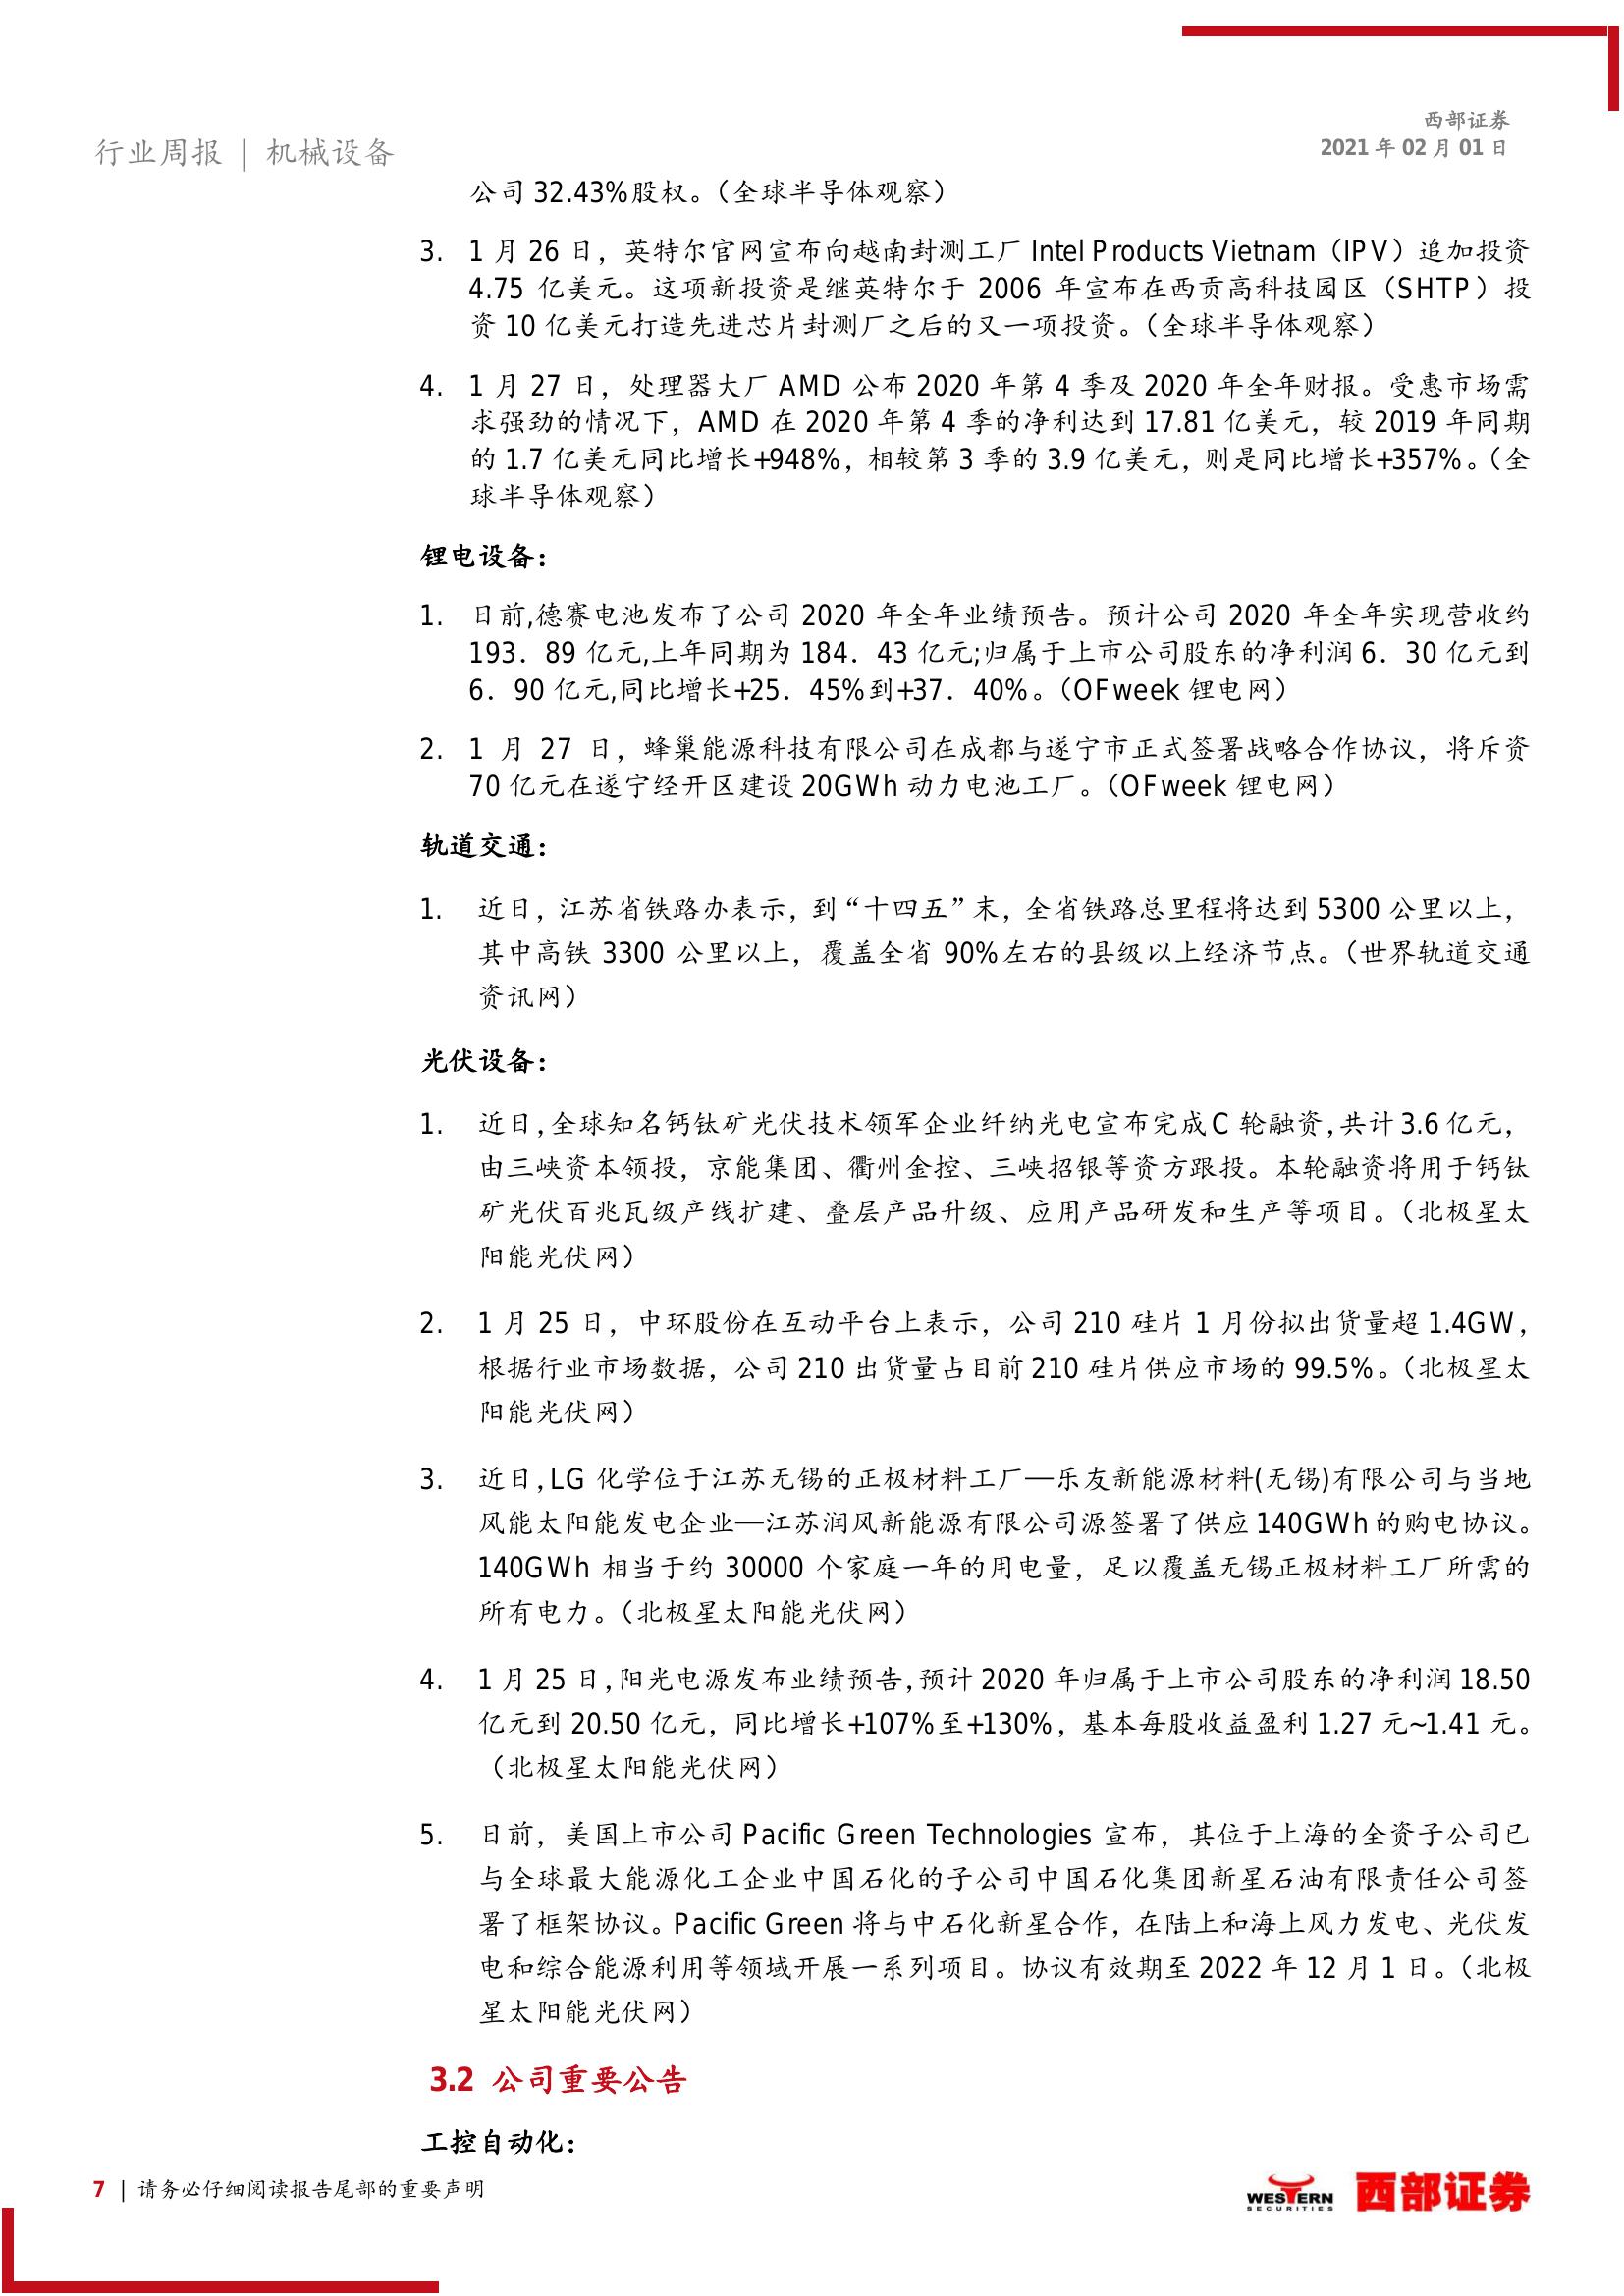 西部证券
2021 年 02 月 01 日
行业周报 | 机械设备
公司 32.43%股权。（全球半导体观察）
3. 1 月 26 日，英特尔官网宣布向越南封测工厂 Intel Products Vietnam（IPV）追加投资
4.75 亿美元。这项新投资是继英特尔于 2006 年宣布在西贡高科技园区（SHTP）投
资 10 亿美元打造先进芯片封测厂之后的又一项投资。（全球半导体观察）
4. 1 月 27 日，处理器大厂 AMD 公布 2020 年第 4 季及 2020 年全年财报。受惠市场需
求强劲的情况下，AMD 在 2020 年第 4 季的净利达到 17.81 亿美元，较 2019 年同期
的 1.7 亿美元同比增长+948%，相较第 3 季的 3.9 亿美元，则是同比增长+357%。（全
球半导体观察）
锂电设备：
1. 日前,德赛电池发布了公司 2020 年全年业绩预告。预计公司 2020 年全年实现营收约
193．89 亿元,上年同期为 184．43 亿元;归属于上市公司股东的净利润 6．30 亿元到
6．90 亿元,同比增长+25．45%到+37．40%。（OFweek 锂电网）
2. 1 月 27 日，蜂巢能源科技有限公司在成都与遂宁市正式签署战略合作协议，将斥资
70 亿元在遂宁经开区建设 20GWh 动力电池工厂。（OFweek 锂电网）
轨道交通：
1. 近日，江苏省铁路办表示，到“十四五”末，全省铁路总里程将达到 5300 公里以上，
其中高铁 3300 公里以上，覆盖全省 90%左右的县级以上经济节点。（世界轨道交通
资讯网）
光伏设备：
1. 近日,全球知名钙钛矿光伏技术领军企业纤纳光电宣布完成 C 轮融资,共计 3.6 亿元，
由三峡资本领投，京能集团、衢州金控、三峡招银等资方跟投。本轮融资将用于钙钛
矿光伏百兆瓦级产线扩建、叠层产品升级、应用产品研发和生产等项目。（北极星太
阳能光伏网）
2. 1 月 25 日，中环股份在互动平台上表示，公司 210 硅片 1 月份拟出货量超 1.4GW，
根据行业市场数据，公司 210 出货量占目前 210 硅片供应市场的 99.5%。（北极星太
阳能光伏网）
3. 近日,LG 化学位于江苏无锡的正极材料工厂—乐友新能源材料(无锡)有限公司与当地
风能太阳能发电企业—江苏润风新能源有限公司源签署了供应 140GWh 的购电协议。
140GWh 相当于约 30000 个家庭一年的用电量，足以覆盖无锡正极材料工厂所需的
所有电力。（北极星太阳能光伏网）
4. 1 月 25 日,阳光电源发布业绩预告,预计 2020 年归属于上市公司股东的净利润 18.50
亿元到 20.50 亿元，同比增长+107%至+130%，基本每股收益盈利 1.27 元~1.41 元。
（北极星太阳能光伏网）
5. 日前，美国上市公司 Pacific Green Technologies 宣布，其位于上海的全资子公司已
与全球最大能源化工企业中国石化的子公司中国石化集团新星石油有限责任公司签
署了框架协议。Pacific Green 将与中石化新星合作，在陆上和海上风力发电、光伏发
电和综合能源利用等领域开展一系列项目。协议有效期至 2022 年 12 月 1 日。（北极
星太阳能光伏网）
3.2 公司重要公告
工控自动化：
7 | 请务必仔细阅读报告尾部的重要声明
WESTERN
SECURITIES
西部证券